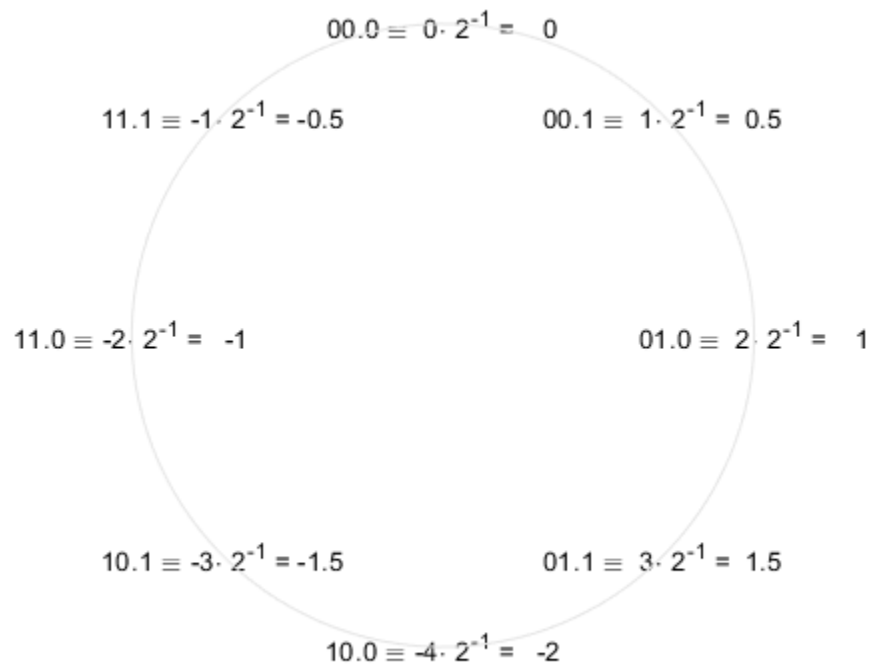 00.0 ≡ 0· 2⁻¹ = 0
11.1 ≡ -1· 2⁻¹ = -0.5
00.1 ≡ 1· 2⁻¹ = 0.5
11.0 ≡ -2· 2⁻¹ = -1
01.0 ≡ 2· 2⁻¹ = 1
10.1 ≡ -3· 2⁻¹ = -1.5
01.1 ≡ 3· 2⁻¹ = 1.5
10.0 ≡ -4· 2⁻¹ = -2